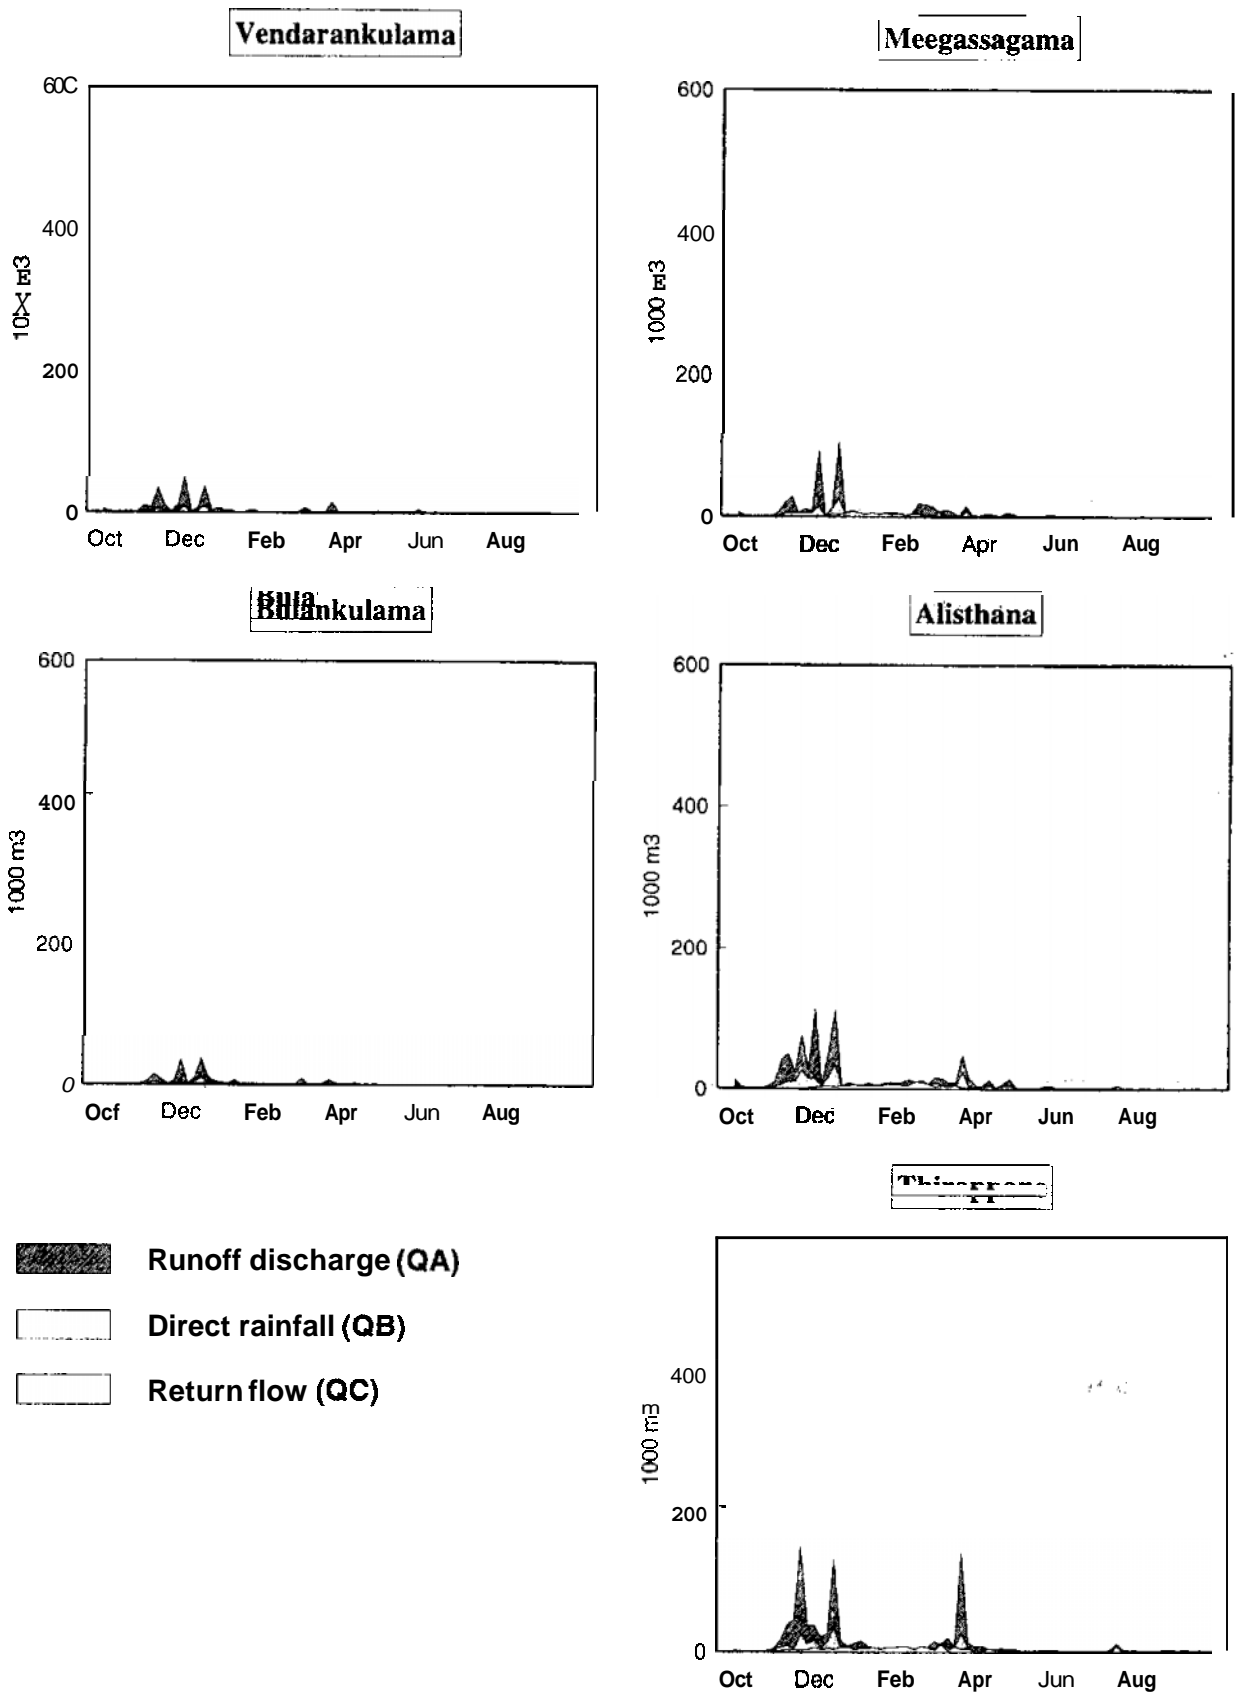 Vendarankulama
60C
400
200
0
10X m3
Oct Dec Feb Apr Jun Aug
Meegassagama
600
400
200
0
1000 m3
Oct Dec Feb Apr Jun Aug
Bulankulama
600
400
200
0
1000 m3
Ocf Dec Feb Apr Jun Aug
Alisthana
600
400
200
0
1000 m3
Oct Dec Feb Apr Jun Aug
Runoff discharge (QA)
Direct rainfall (QB)
Return flow (QC)
400
200
0
1000 m3
Oct Dec Feb Apr Jun Aug